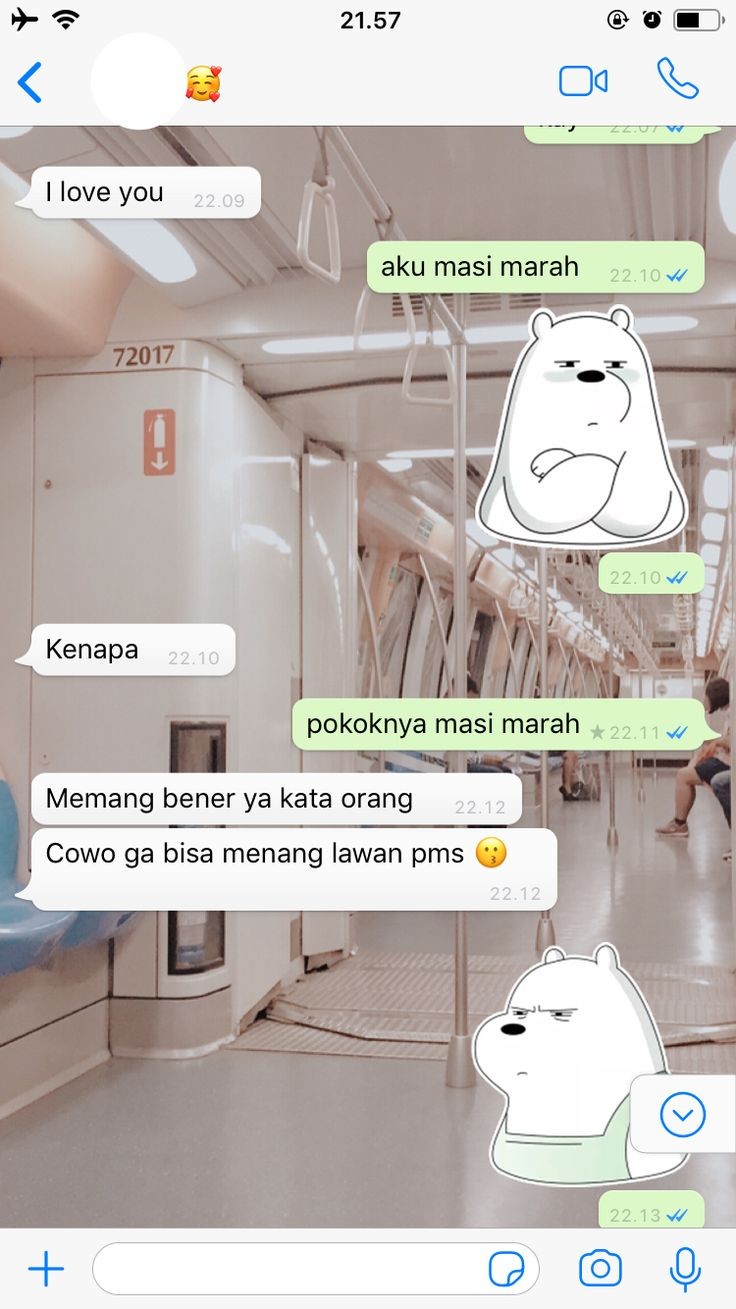 21.57
22.07
I love you 22.09
aku masi marah 22.10
72017
22.10
Kenapa 22.10
pokoknya masi marah 22.11
Memang bener ya kata orang 22.12
Cowo ga bisa menang lawan pms 😗
22.12
22.13